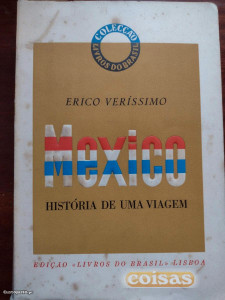 COLECÇÃO
LIVROS DO BRASIL
ERICO VERÍSSIMO
Mexico
HISTÓRIA DE UMA VIAGEM
EDIÇÃO «LIVROS DO BRASIL» LISBOA
coisas